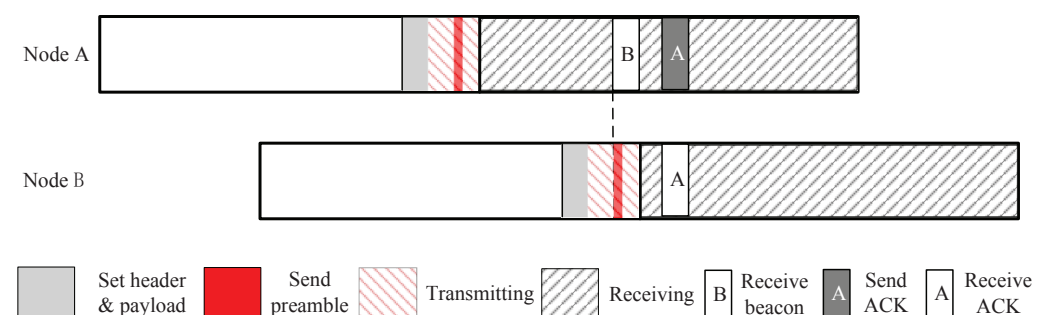 Node A
B
A
Node B
A
Set header
& payload
Send
preamble
Transmitting
Receiving
B
Receive
beacon
A
Send
ACK
A
Receive
ACK